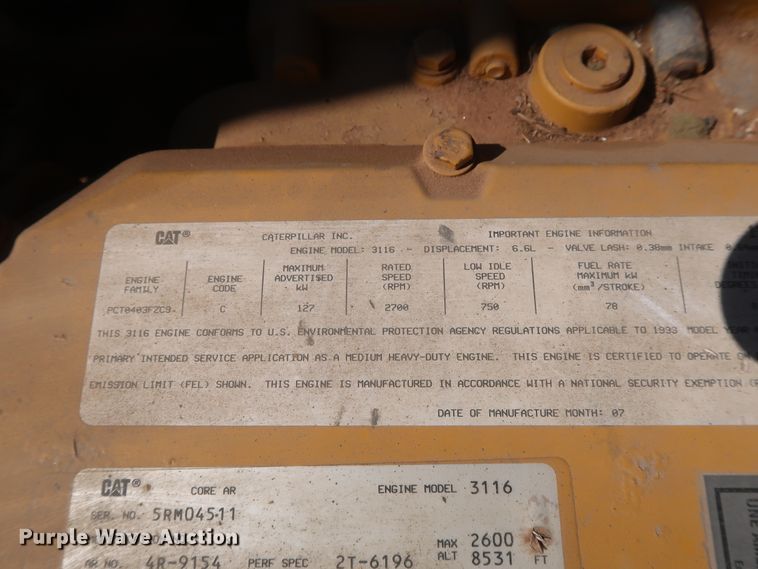 CAT® CATERPILLAR INC. IMPORTANT ENGINE INFORMATION
ENGINE MODEL: 3116 - DISPLACEMENT: 6.6L - VALVE LASH: 0.38mm INTAKE
ENGINE FAMILY ENGINE CODE MAXIMUM ADVERTISED kW RATED SPEED (RPM) LOW IDLE SPEED (RPM) FUEL RATE MAXIMUM kW (mm³/STROKE)
PCT0403FZC9 C 127 2700 750 78
THIS 3116 ENGINE CONFORMS TO U.S. ENVIRONMENTAL PROTECTION AGENCY REGULATIONS APPLICABLE TO 1993 MODEL YEAR
PRIMARY INTENDED SERVICE APPLICATION AS A MEDIUM HEAVY-DUTY ENGINE. THIS ENGINE IS CERTIFIED TO OPERATE ON
EMISSION LIMIT (FEL) SHOWN. THIS ENGINE IS MANUFACTURED IN ACCORDANCE WITH A NATIONAL SECURITY EXEMPTION
DATE OF MANUFACTURE MONTH: 07
CAT® CORE AR ENGINE MODEL 3116
SER. NO. 5RM04511
MAX 2600
AR NO. 4R-9154 PERF SPEC 2T-6196 ALT 8531 FT
ONE
Purple Wave Auction